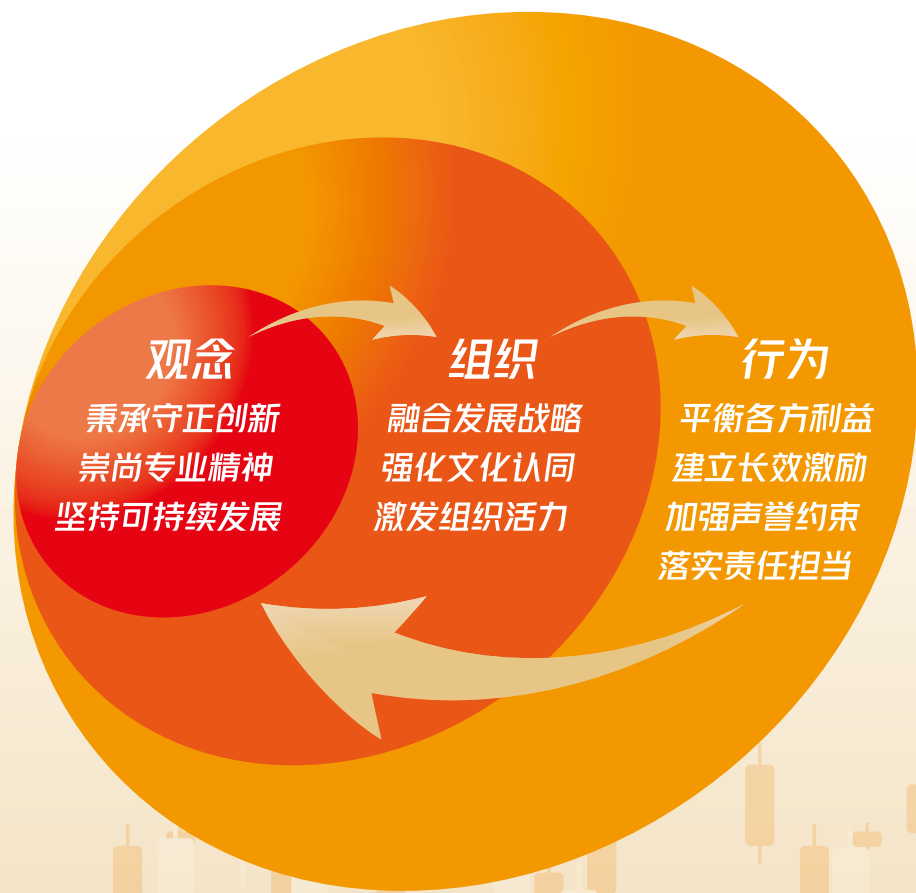 观念
秉承守正创新
崇尚专业精神
坚持可持续发展
组织
融合发展战略
强化文化认同
激发组织活力
行为
平衡各方利益
建立长效激励
加强声誉约束
落实责任担当